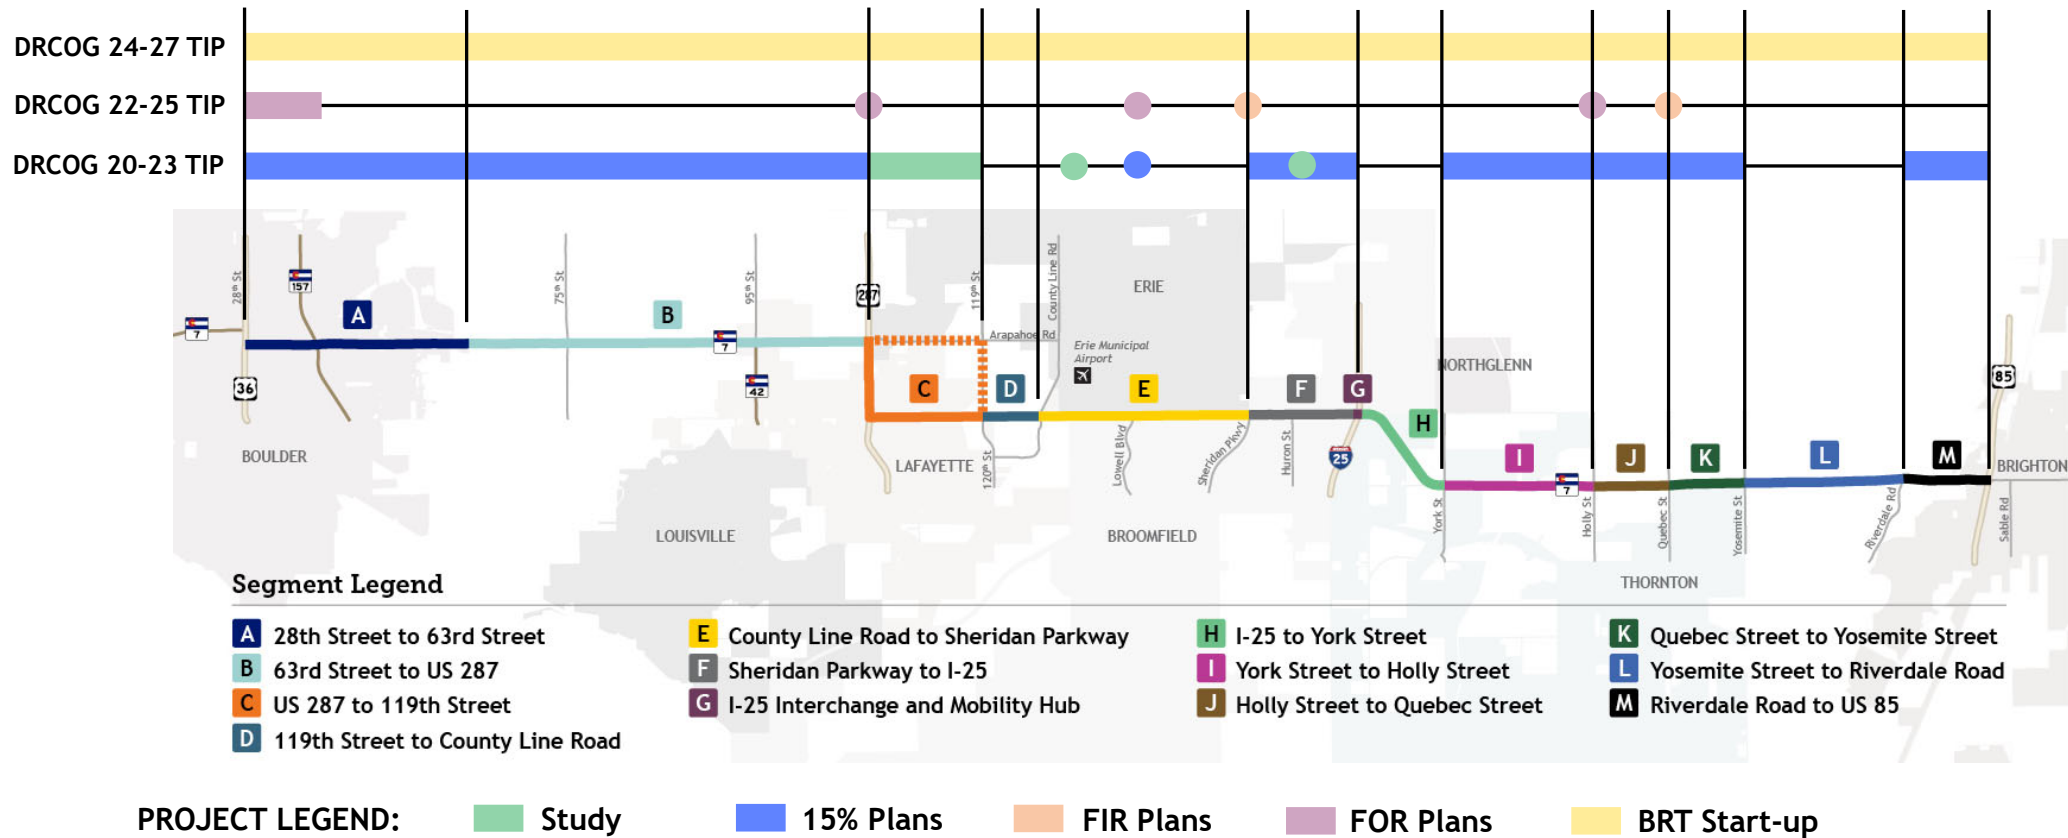 DRCOG 24-27 TIP
DRCOG 22-25 TIP
DRCOG 20-23 TIP
28th St
157
A
7
36
BOULDER
75th St
B
7
95th St
42
287
119th St
Arapahoe Rd
County Line Rd
ERIE
Erie Municipal
Airport
C
D
E
F
G
H
NORTHGLENN
85
LAFAYETTE
120th St
Lowell Blvd
Sheridan Pkwy
Huron St
25
I
7
J
K
L
M
BRIGHTON
York St
Holly St
Quebec St
Yosemite St
Riverdale Rd
Sable Rd
LOUISVILLE
BROOMFIELD
THORNTON
Segment Legend
A 28th Street to 63rd Street
B 63rd Street to US 287
C US 287 to 119th Street
D 119th Street to County Line Road
E County Line Road to Sheridan Parkway
F Sheridan Parkway to I-25
G I-25 Interchange and Mobility Hub
H I-25 to York Street
I York Street to Holly Street
J Holly Street to Quebec Street
K Quebec Street to Yosemite Street
L Yosemite Street to Riverdale Road
M Riverdale Road to US 85
PROJECT LEGEND: Study 15% Plans FIR Plans FOR Plans BRT Start-up